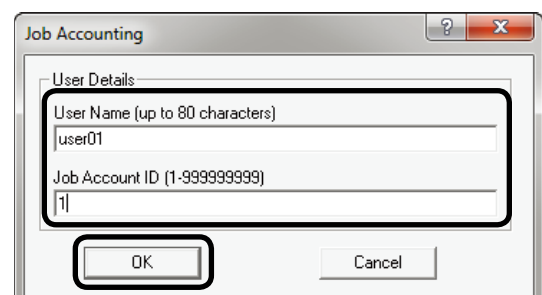 Job Accounting
User Details
User Name (up to 80 characters)
user01
Job Account ID (1-999999999)
1
OK Cancel